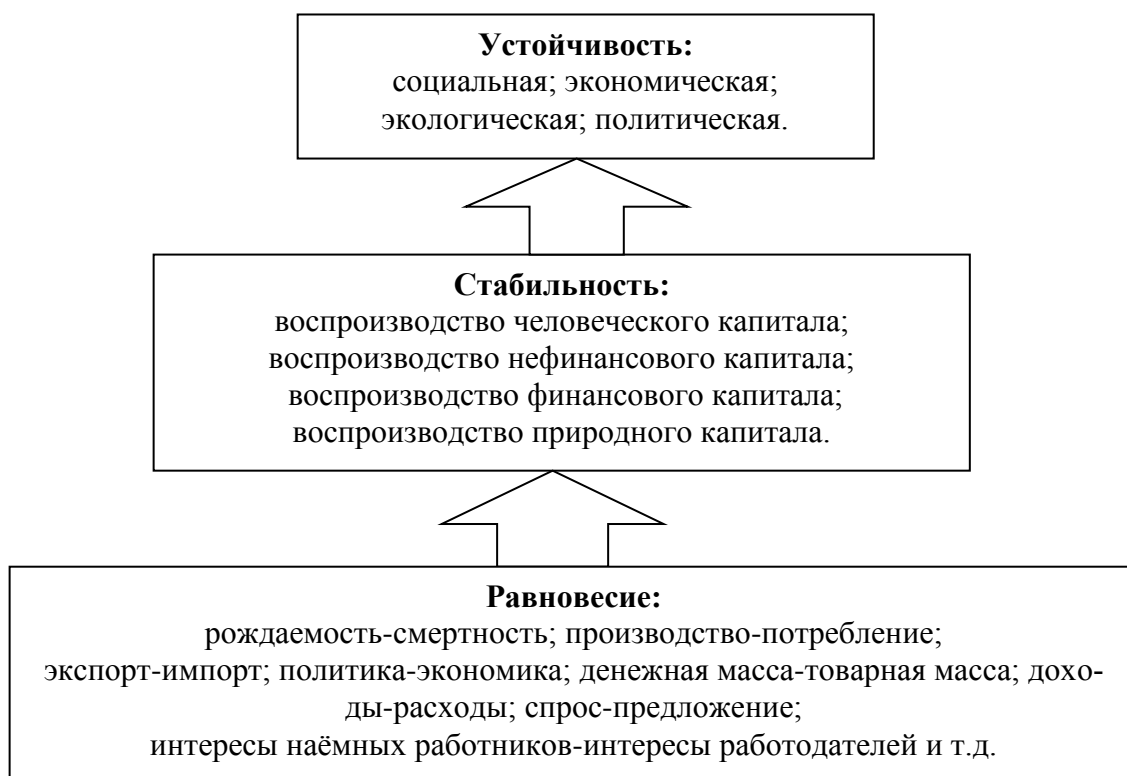 Устойчивость:
социальная; экономическая;
экологическая; политическая.
Стабильность:
воспроизводство человеческого капитала;
воспроизводство нефинансового капитала;
воспроизводство финансового капитала;
воспроизводство природного капитала.
Равновесие:
рождаемость-смертность; производство-потребление;
экспорт-импорт; политика-экономика; денежная масса-товарная масса; дохо-
ды-расходы; спрос-предложение;
интересы наёмных работников-интересы работодателей и т.д.